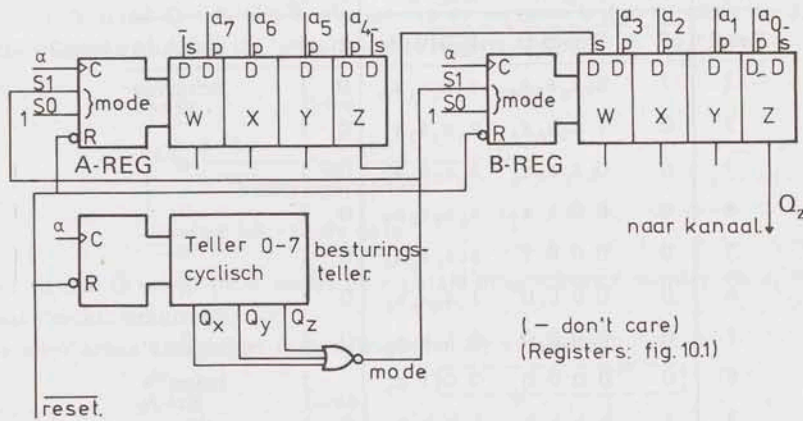 a7 a6 a5 a4 a3 a2 a1 a0
- s p p p p - s s p p p p -
α C D D D D D D D α C D D D D D D D
S1 S1
S0 } mode S0 } mode
1 W X Y Z 1 W X Y Z
R R
A-REG B-REG
Qz
naar kanaal.
α C Teller 0-7 besturings-
R cyclisch teller.
Qx Qy Qz
(- don't care)
(Registers: fig.10.1)
mode
reset.